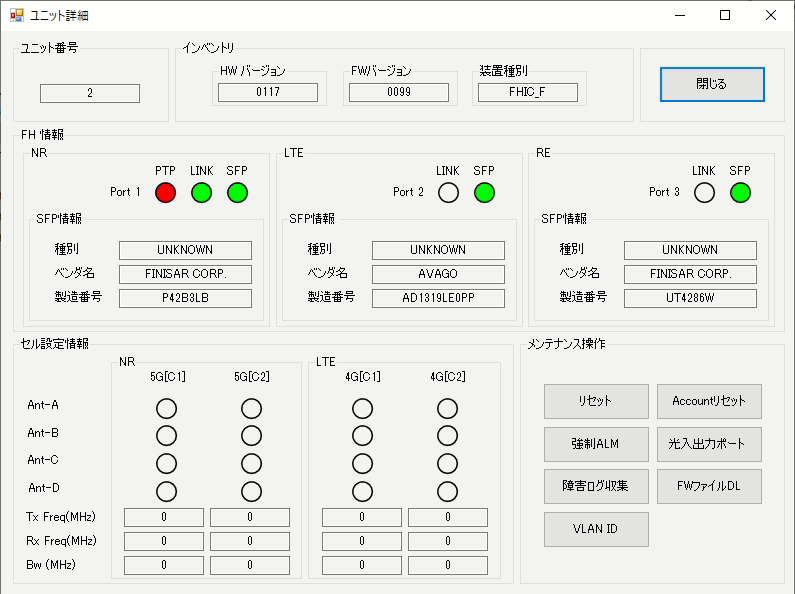 ユニット詳細
ユニット番号
2
インベントリ
HW バージョン
0117
FWバージョン
0099
装置種別
FHIC_F
閉じる
FH 情報
NR
PTP LINK SFP
Port 1
SFP情報
種別 UNKNOWN
ベンダ名 FINISAR CORP.
製造番号 P42B3LB
LTE
LINK SFP
Port 2
SFP情報
種別 UNKNOWN
ベンダ名 AVAGO
製造番号 AD1319LE0PP
RE
LINK SFP
Port 3
SFP情報
種別 UNKNOWN
ベンダ名 FINISAR CORP.
製造番号 UT4286W
セル設定情報
NR LTE
5G[C1] 5G[C2] 4G[C1] 4G[C2]
Ant-A
Ant-B
Ant-C
Ant-D
Tx Freq(MHz) 0 0 0 0
Rx Freq(MHz) 0 0 0 0
Bw (MHz) 0 0 0 0
メンテナンス操作
リセット Accountリセット
強制ALM 光入出力ポート
障害ログ収集 FWファイルDL
VLAN ID